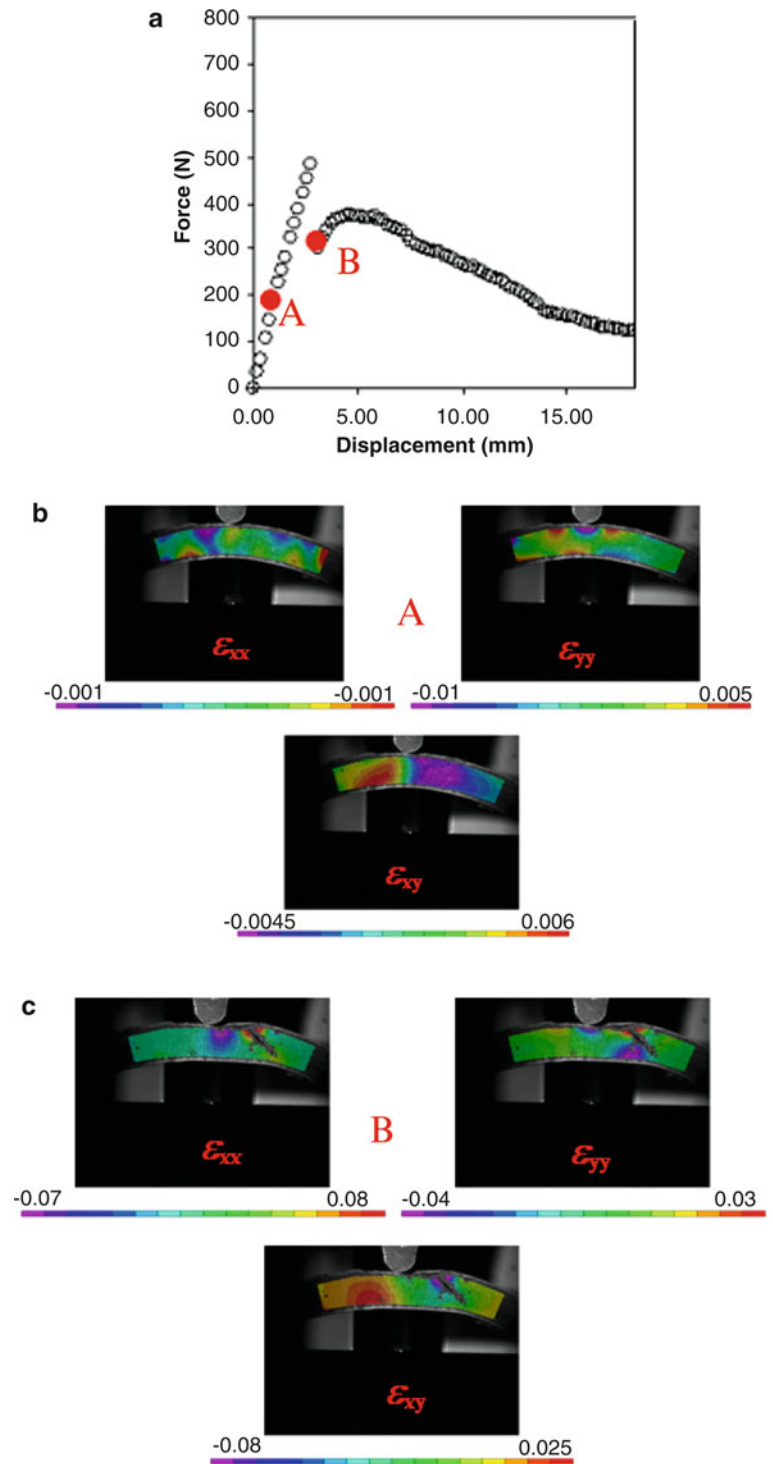 a
800
700
600
500
400
300
200
100
0
Force (N)
A
B
0.00 5.00 10.00 15.00
Displacement (mm)
b
εxx
A
εyy
-0.001 -0.001
-0.01 0.005
εxy
-0.0045 0.006
c
εxx
B
εyy
-0.07 0.08
-0.04 0.03
εxy
-0.08 0.025